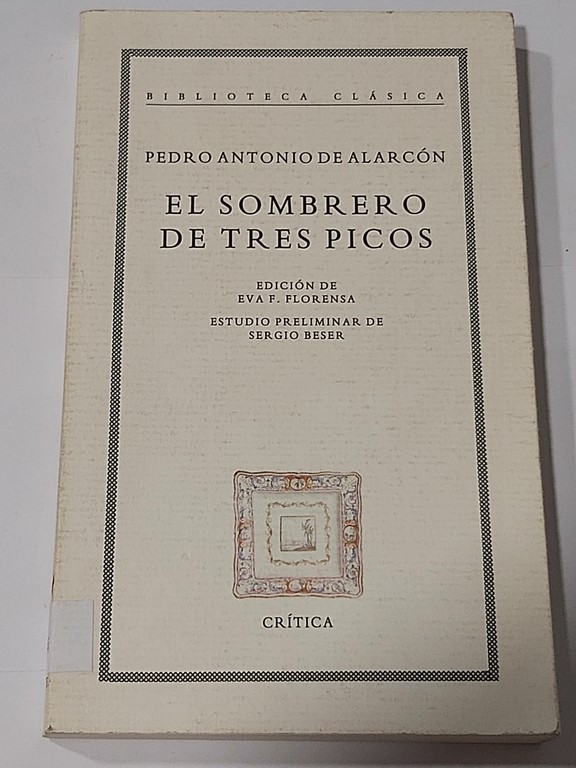 BIBLIOTECA CLÁSICA
PEDRO ANTONIO DE ALARCÓN
EL SOMBRERO
DE TRES PICOS
EDICIÓN DE
EVA F. FLORENSA
ESTUDIO PRELIMINAR DE
SERGIO BESER
CRÍTICA